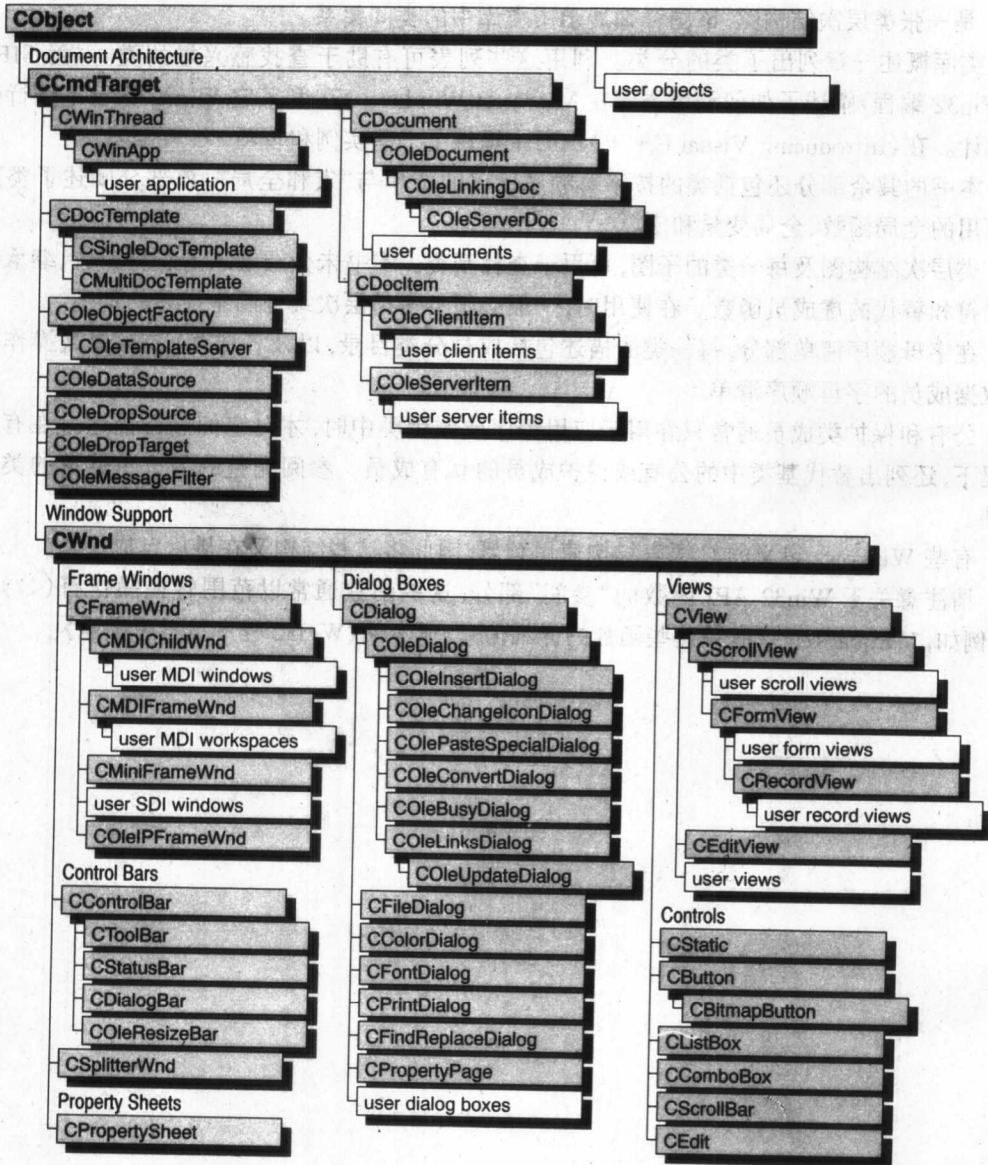 CObject
Document Architecture
CCmdTarget
CWinThread
CWinApp
user application
CDocTemplate
CSingleDocTemplate
CMultiDocTemplate
COleObjectFactory
COleTemplateServer
COleDataSource
COleDropSource
COleDropTarget
COleMessageFilter
CDocument
COleDocument
COleLinkingDoc
COleServerDoc
user documents
CDocItem
COleClientItem
user client items
COleServerItem
user server items
user objects
Window Support
CWnd
Frame Windows
CFrameWnd
CMDIChildWnd
user MDI windows
CMDIFrameWnd
user MDI workspaces
CMiniFrameWnd
user SDI windows
COleIPFrameWnd
Control Bars
CControlBar
CToolBar
CStatusBar
CDialogBar
COleResizeBar
CSplitterWnd
Property Sheets
CPropertySheet
Dialog Boxes
CDialog
COleDialog
COleInsertDialog
COleChangeIconDialog
COlePasteSpecialDialog
COleConvertDialog
COleBusyDialog
COleLinksDialog
COleUpdateDialog
CFileDialog
CColorDialog
CFontDialog
CPrintDialog
CFindReplaceDialog
CPropertyPage
user dialog boxes
Views
CView
CScrollView
user scroll views
CFormView
user form views
CRecordView
user record views
CEditView
user views
Controls
CStatic
CButton
CBitmapButton
CListBox
CComboBox
CScrollBar
CEdit